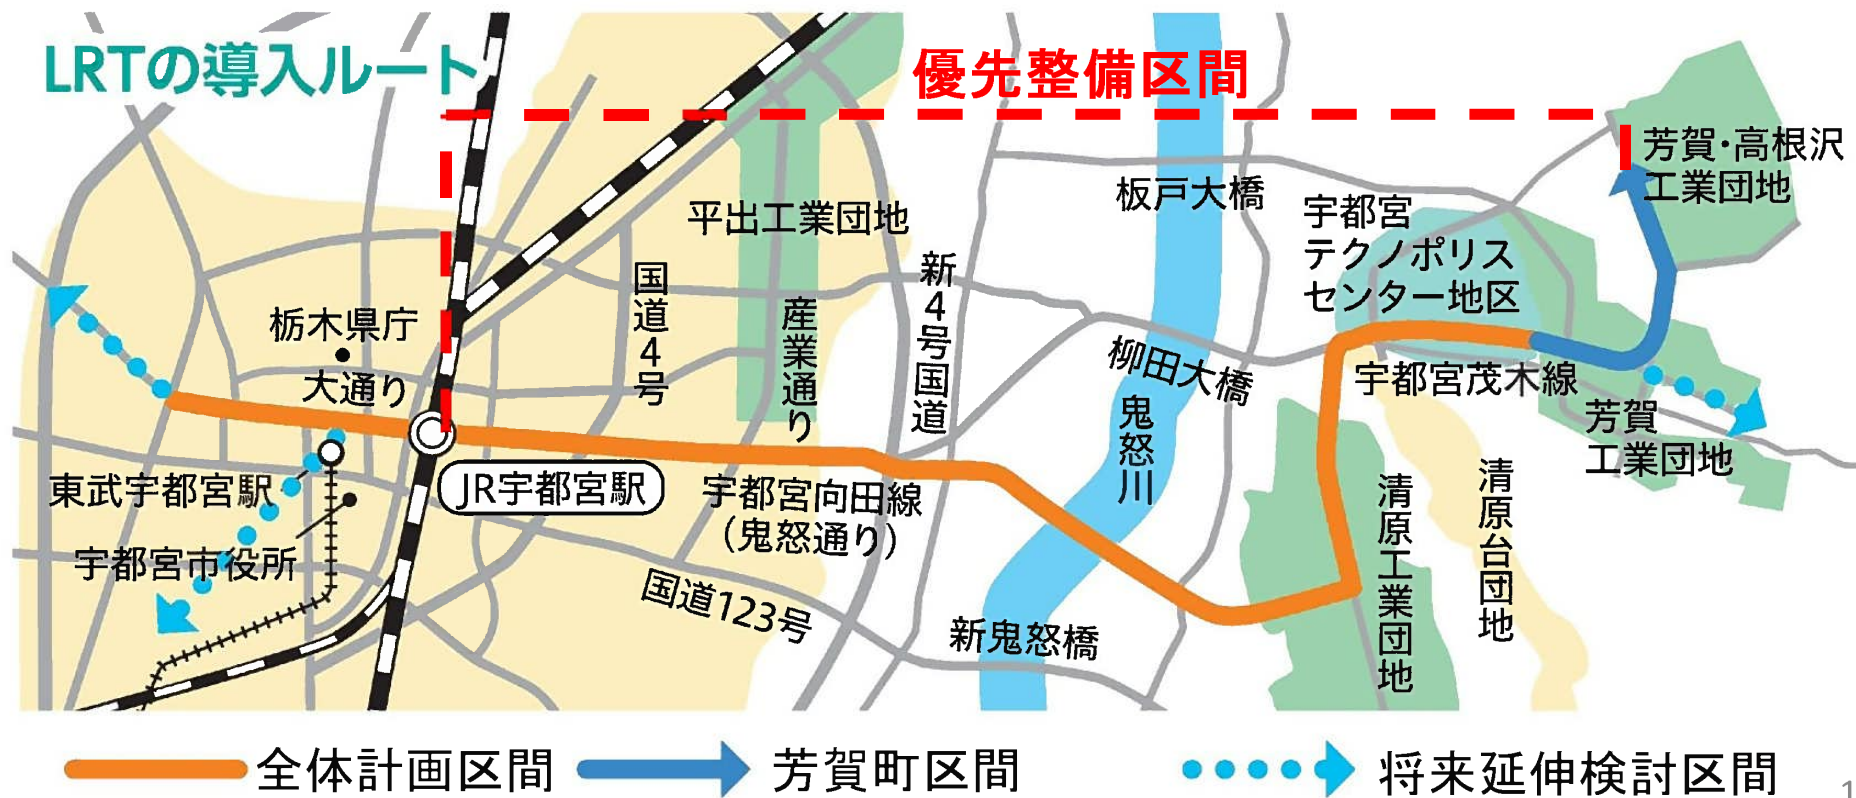 LRTの導入ルート
優先整備区間
芳賀・高根沢
工業団地
板戸大橋
宇都宮
テクノポリス
センター地区
平出工業団地
国道4号
新4号国道
産業通り
栃木県庁
大通り
柳田大橋
鬼怒川
宇都宮茂木線
芳賀
工業団地
東武宇都宮駅
JR宇都宮駅
宇都宮向田線
（鬼怒通り）
宇都宮市役所
国道123号
新鬼怒橋
清原工業団地
清原台団地
全体計画区間
芳賀町区間
将来延伸検討区間
1